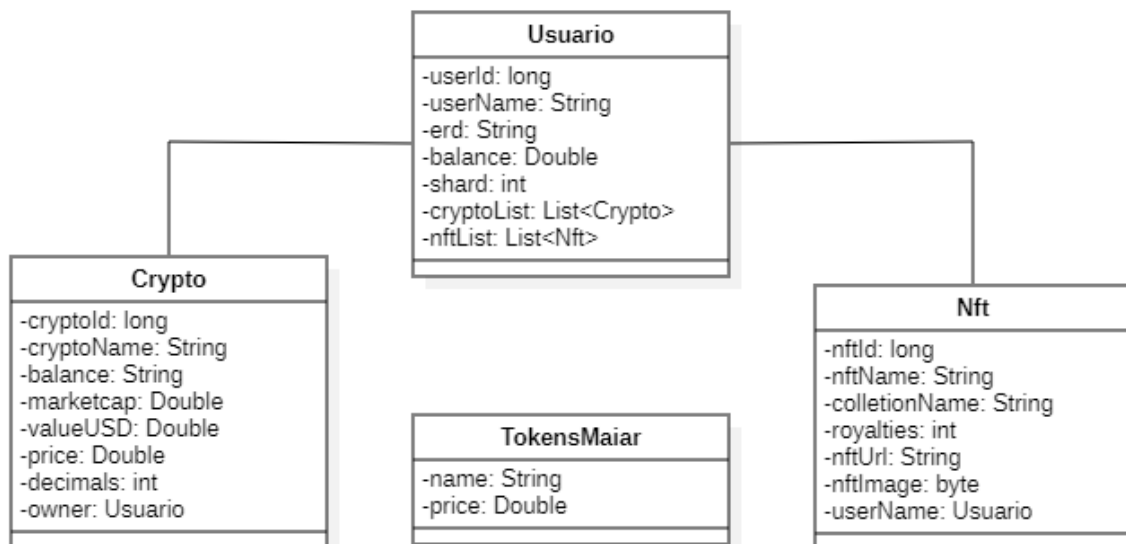 Usuario
-userId: long
-userName: String
-erd: String
-balance: Double
-shard: int
-cryptoList: List<Crypto>
-nftList: List<Nft>
Crypto
-cryptoId: long
-cryptoName: String
-balance: String
-marketcap: Double
-valueUSD: Double
-price: Double
-decimals: int
-owner: Usuario
TokensMaiar
-name: String
-price: Double
Nft
-nftId: long
-nftName: String
-colletionName: String
-royalties: int
-nftUrl: String
-nftImage: byte
-userName: Usuario